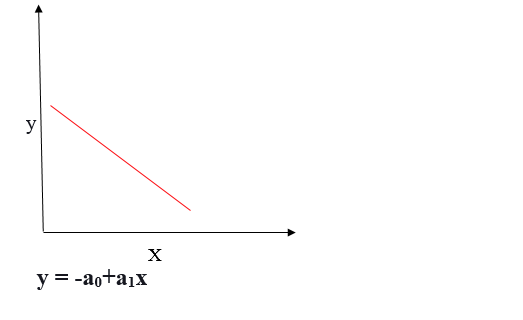 y
X
y = -a₀+a₁x